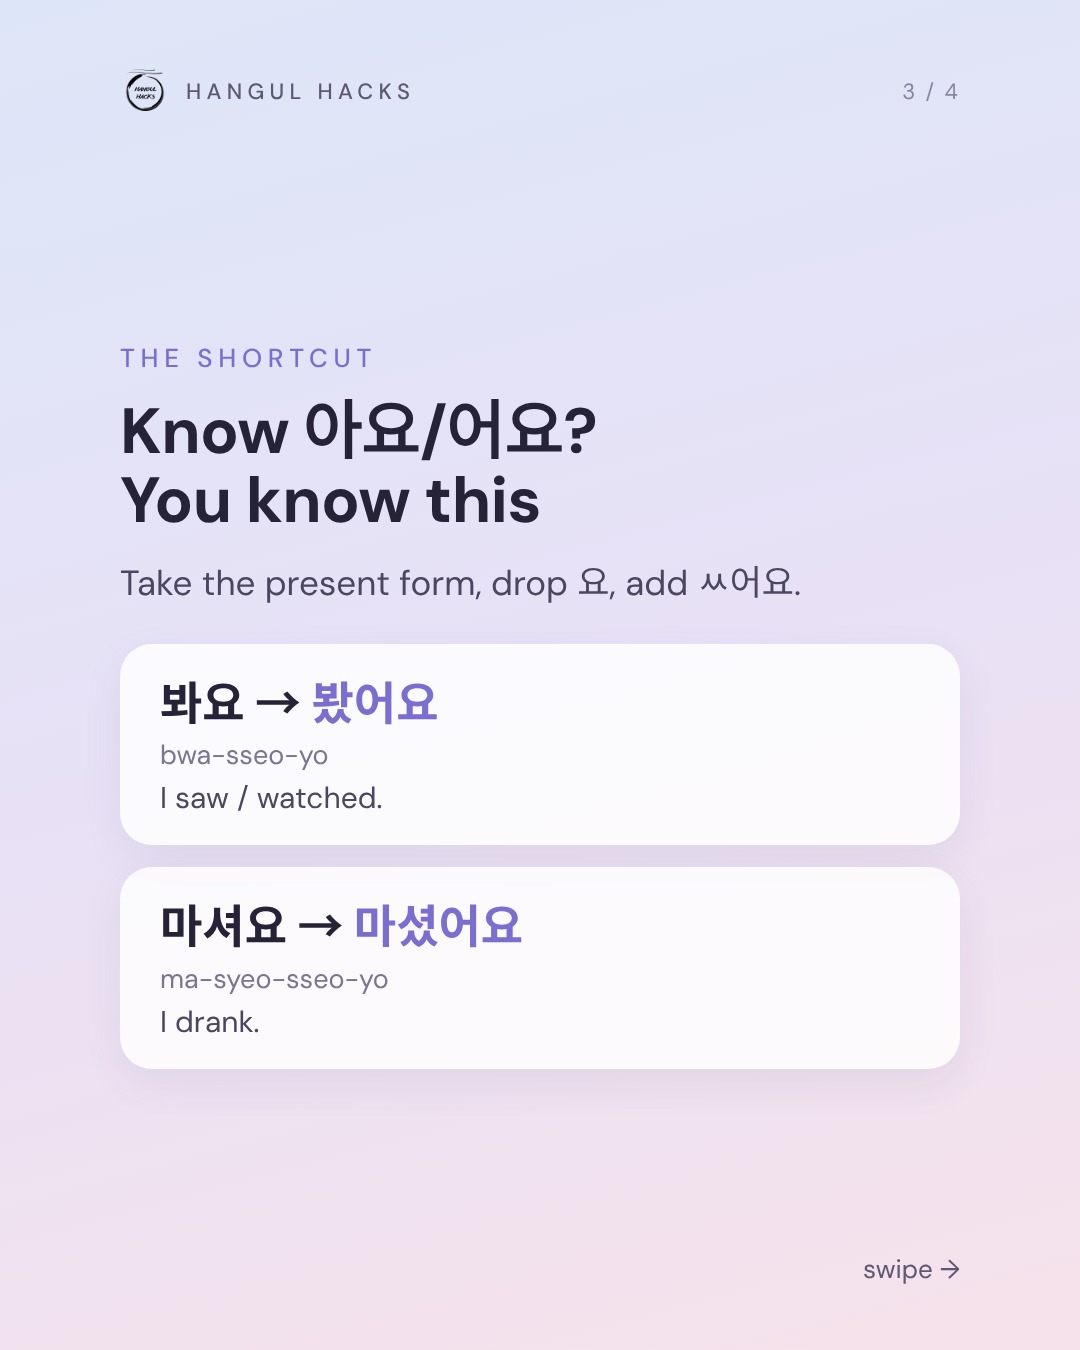 HANGUL HACKS
HANGUL HACKS
3 / 4
THE SHORTCUT
Know 아요/어요?
You know this
Take the present form, drop 요, add ㅆ어요.
봐요 → 봤어요
bwa-sseo-yo
I saw / watched.
마셔요 → 마셨어요
ma-syeo-sseo-yo
I drank.
swipe →